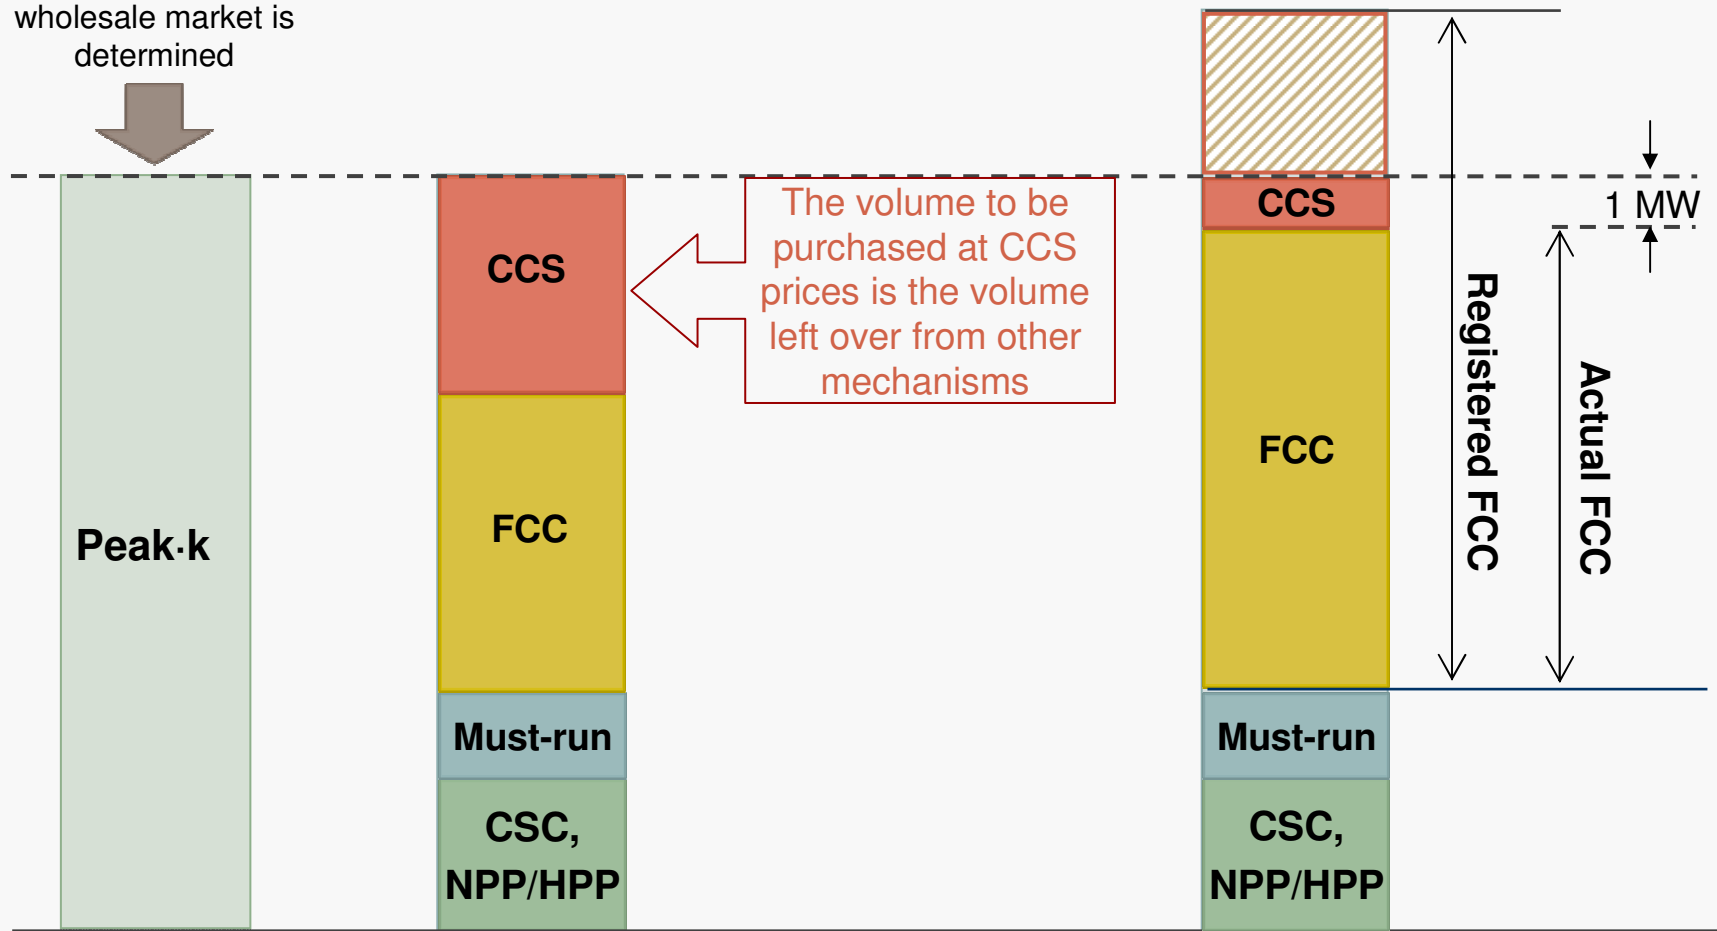 wholesale market is
determined
Peak·k
CCS
FCC
Must-run
CSC,
NPP/HPP
The volume to be
purchased at CCS
prices is the volume
left over from other
mechanisms
CCS
FCC
Must-run
CSC,
NPP/HPP
Registered FCC
Actual FCC
1 MW